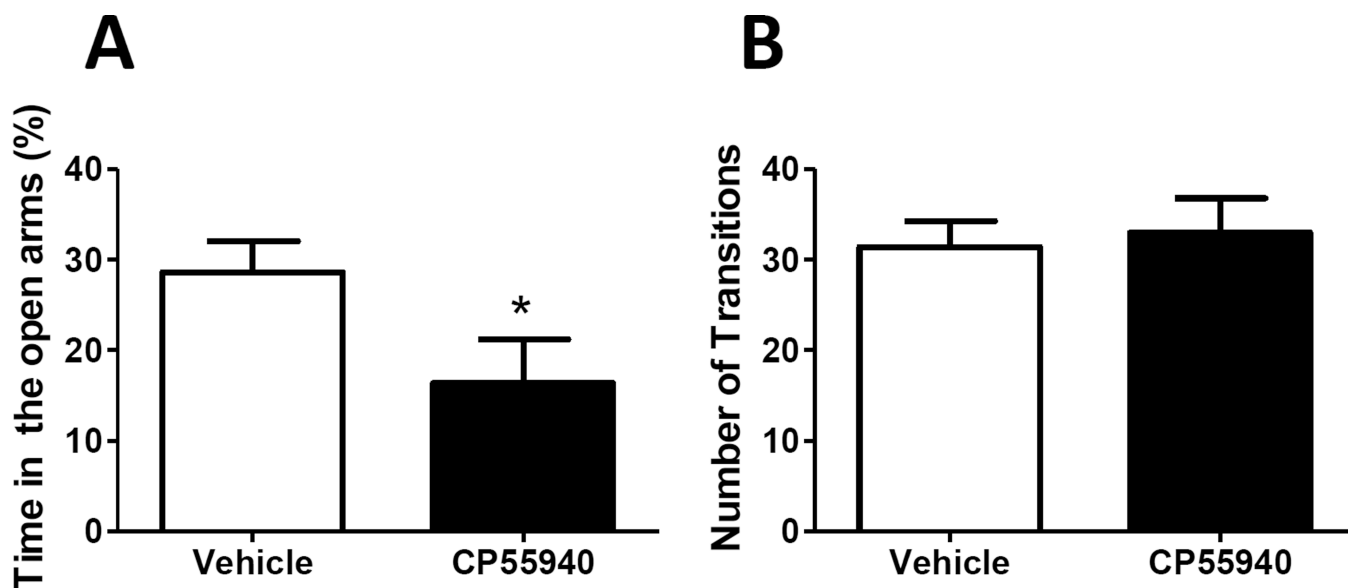 A
Time in the open arms (%)
40
30
20
10
0
*
Vehicle
CP55940
B
Number of Transitions
40
30
20
10
0
Vehicle
CP55940